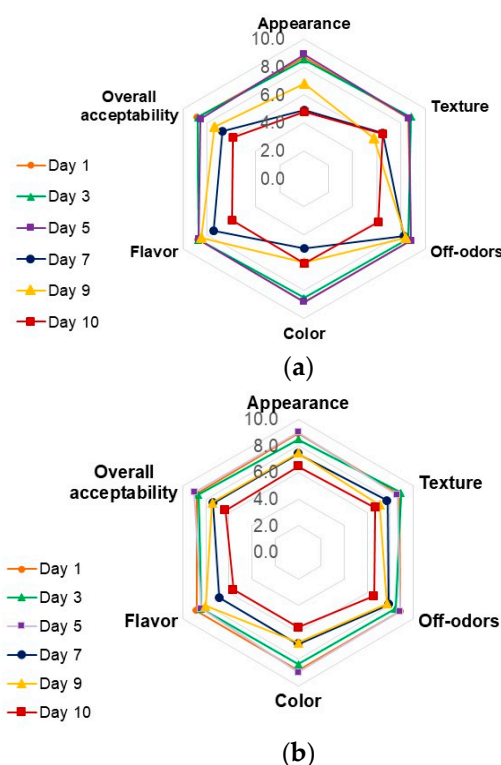 Appearance
10.0
8.0
6.0
4.0
2.0
0.0
Texture
Off-odors
Color
Flavor
Overall
acceptability
Day 1
Day 3
Day 5
Day 7
Day 9
Day 10
(a)
Appearance
10.0
8.0
6.0
4.0
2.0
0.0
Texture
Off-odors
Color
Flavor
Overall
acceptability
Day 1
Day 3
Day 5
Day 7
Day 9
Day 10
(b)